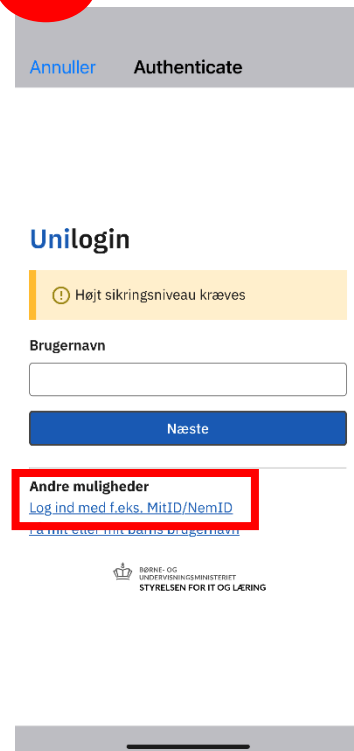 Annuller Authenticate
Unilogin
Højt sikringsniveau kræves
Brugernavn
Næste
Andre muligheder
Log ind med f.eks. MitID/NemID
Få mit eller mit barns brugernavn
BØRNE- OG
UNDERVISNINGSMINISTERIET
STYRELSEN FOR IT OG LÆRING